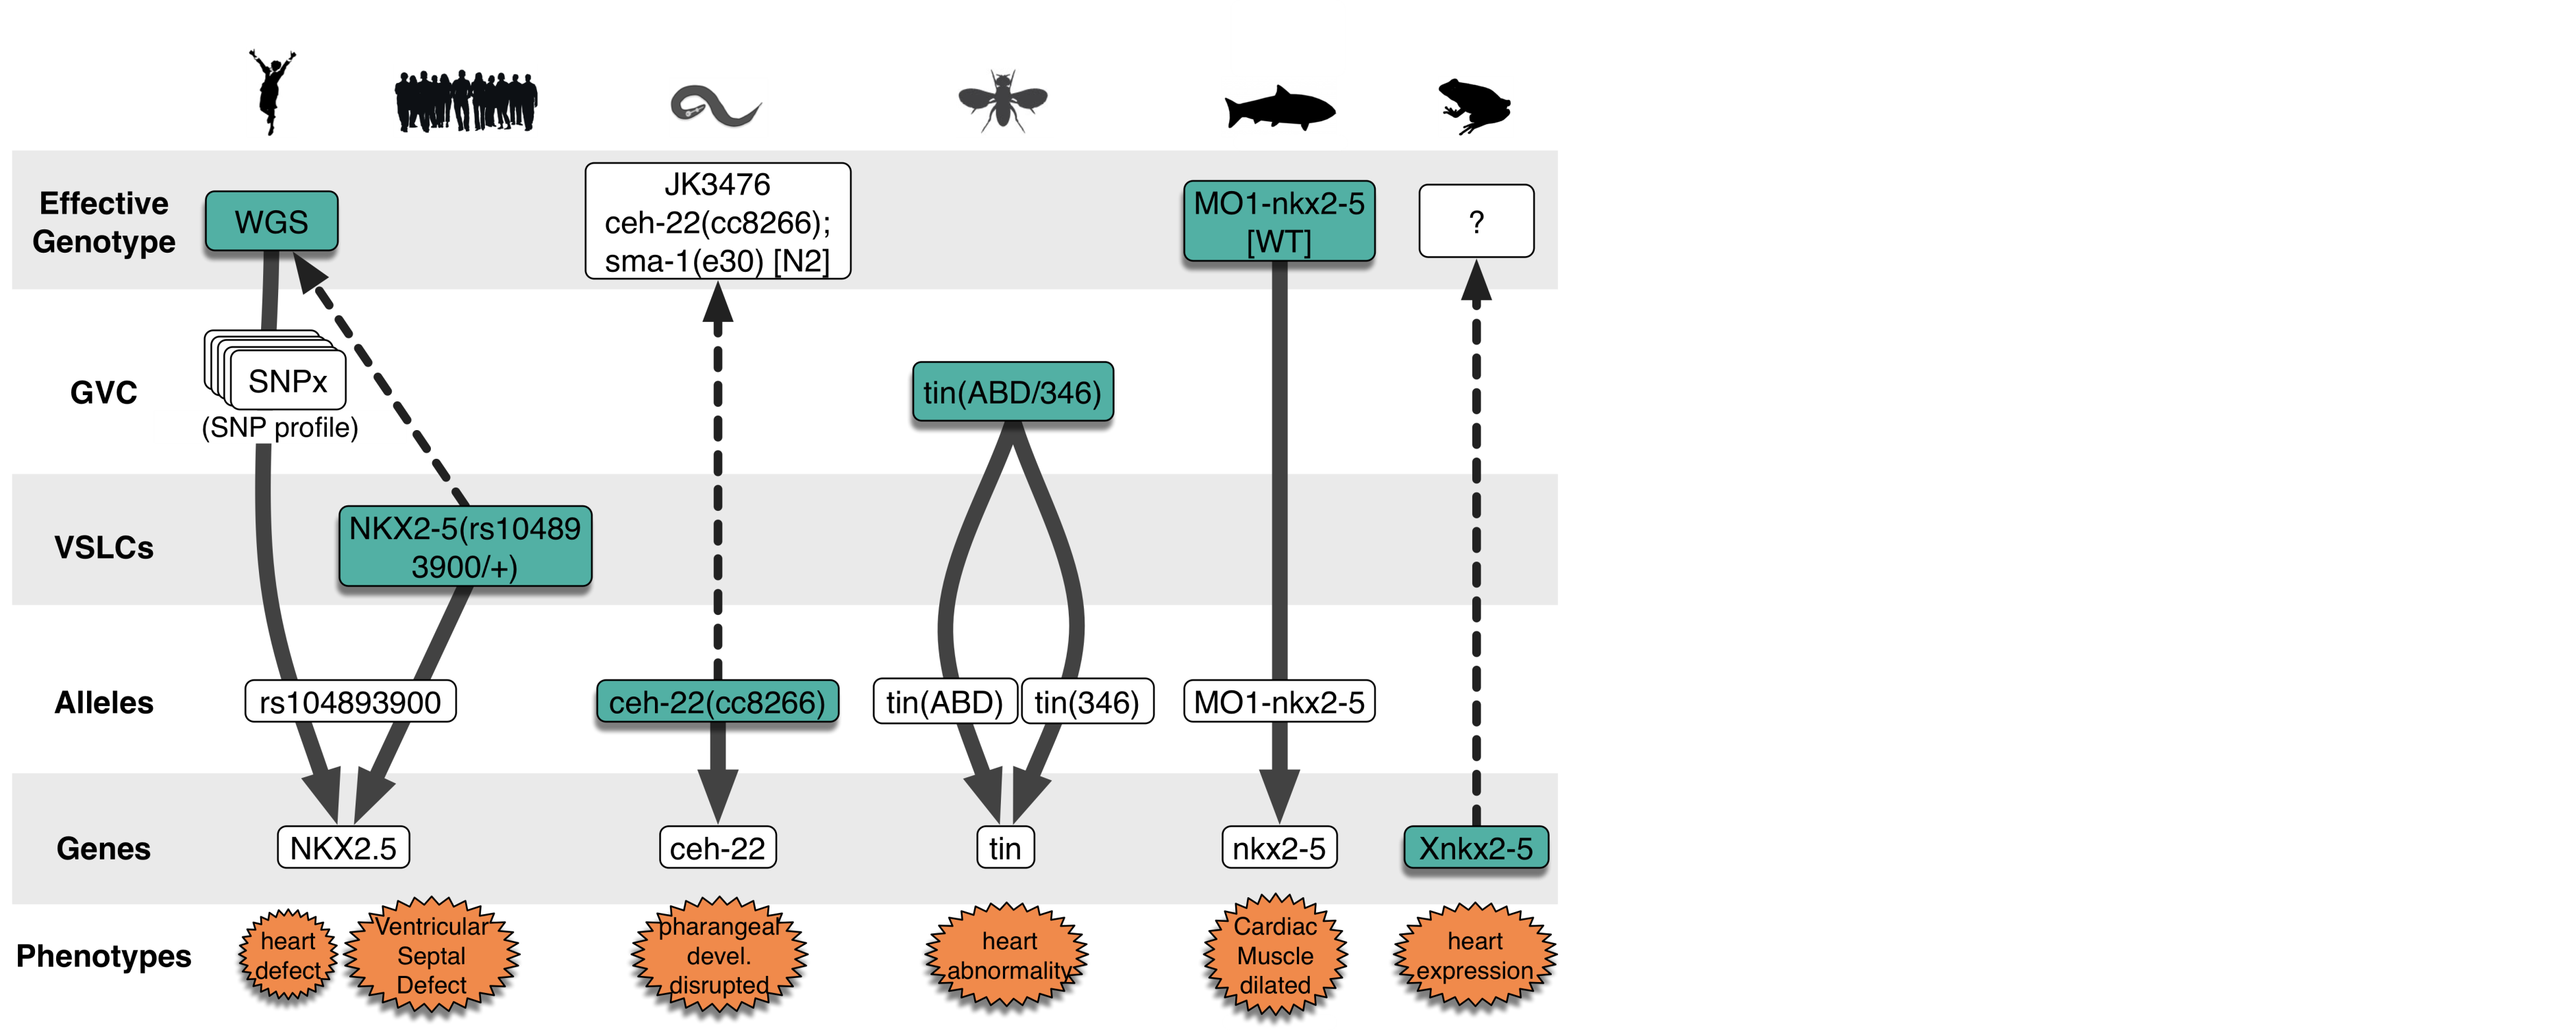 Effective
Genotype
WGS
JK3476
ceh-22(cc8266);
sma-1(e30) [N2]
MO1-nkx2-5
[WT]
?
GVC
SNPx
(SNP profile)
tin(ABD/346)
VSLCs
NKX2-5(rs10489
3900/+)
Alleles
rs104893900
ceh-22(cc8266)
tin(ABD)
tin(346)
MO1-nkx2-5
Genes
NKX2.5
ceh-22
tin
nkx2-5
Xnkx2-5
Phenotypes
heart
defect
Ventricular
Septal
Defect
pharangeal
devel.
disrupted
heart
abnormality
Cardiac
Muscle
dilated
heart
expression